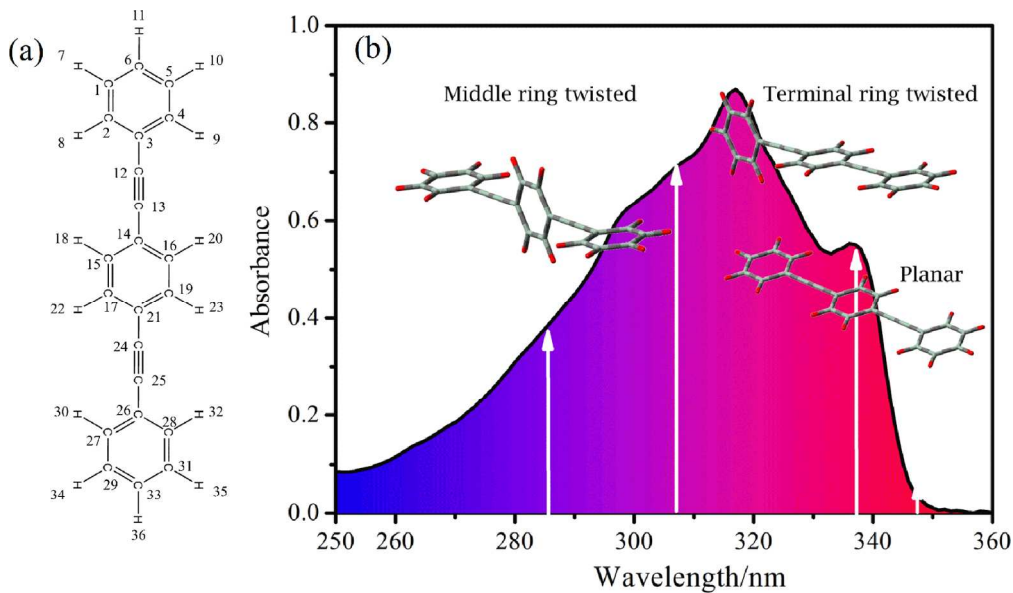 (a)
11
H
7
H
6
C
H
10
C
1
C
5
C
2
C
4
H
8
C
3
H
9
12
C
C
13
18
H
14
C
H
20
15
C
C
16
22
H
17
C
C
19
H
23
C
21
24
C
C
25
30
H
26
C
H
32
27
C
C
28
C
29
C
31
H
34
C
33
H
35
H
36
(b)
Middle ring twisted
Terminal ring twisted
Planar
Absorbance
1.0
0.8
0.6
0.4
0.2
0.0
250
260
280
300
320
340
360
Wavelength/nm